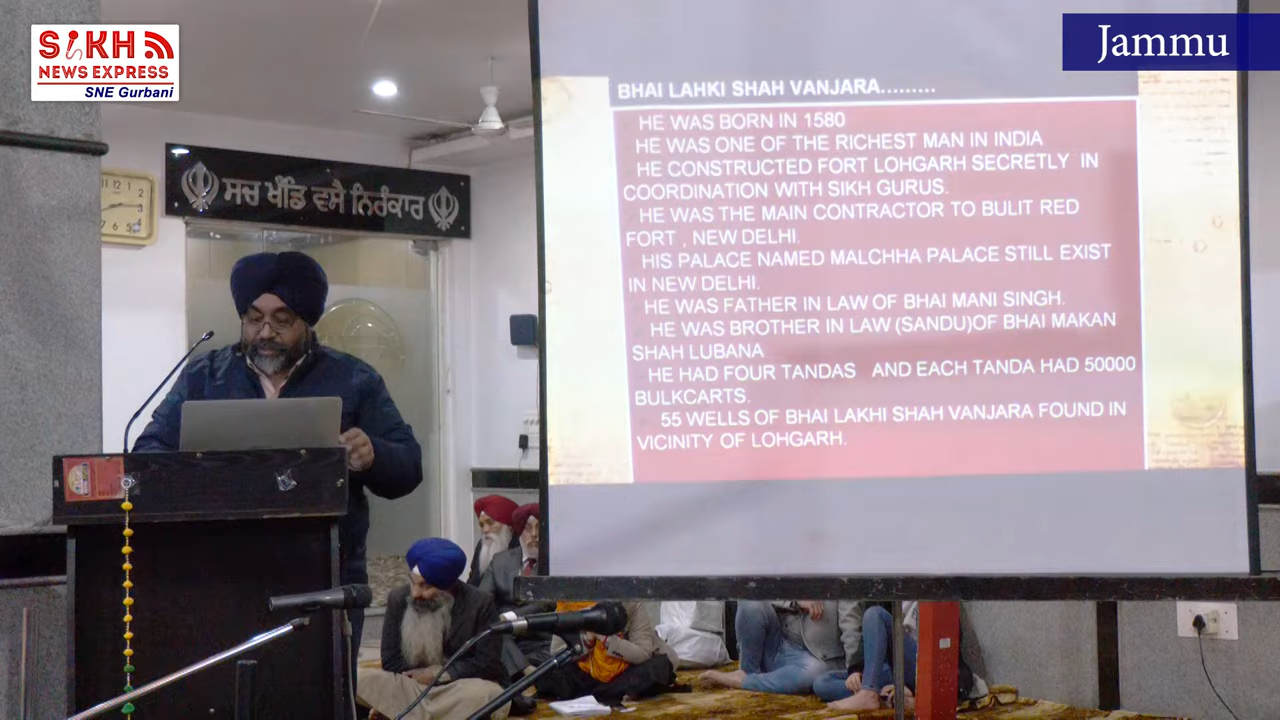 SIKH
NEWS EXPRESS
SNE Gurbani
Jammu
ਸਚ ਖੰਡਿ ਵਸੈ ਨਿਰੰਕਾਰ
BHAI LAHKI SHAH VANJARA.........
HE WAS BORN IN 1580
HE WAS ONE OF THE RICHEST MAN IN INDIA
HE CONSTRUCTED FORT LOHGARH SECRETLY IN
COORDINATION WITH SIKH GURUS.
HE WAS THE MAIN CONTRACTOR TO BULIT RED
FORT , NEW DELHI.
HIS PALACE NAMED MALCHHA PALACE STILL EXIST
IN NEW DELHI.
HE WAS FATHER IN LAW OF BHAI MANI SINGH.
HE WAS BROTHER IN LAW (SANDU)OF BHAI MAKAN
SHAH LUBANA
HE HAD FOUR TANDAS AND EACH TANDA HAD 50000
BULKCARTS.
55 WELLS OF BHAI LAKHI SHAH VANJARA FOUND IN
VICINITY OF LOHGARH.